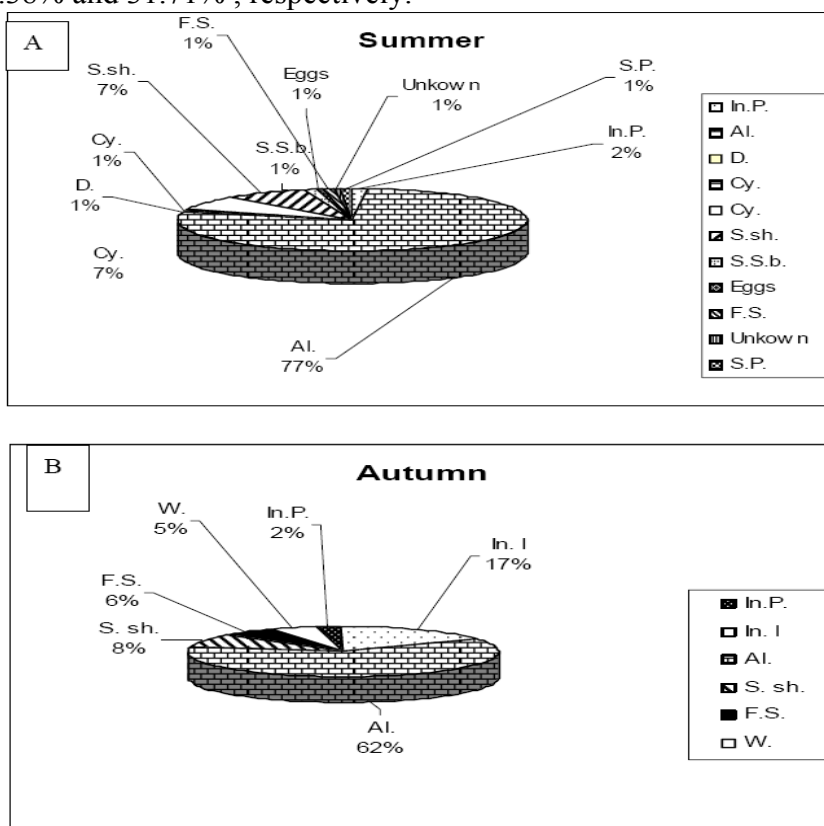 .38% and 31.71% , respectively.
A
Summer
F.S.
1%
S.sh.
7%
Eggs
1%
Unkown
1%
S.P.
1%
In.P.
2%
Cy.
1%
S.S.b.
1%
D.
1%
Cy.
7%
Al.
77%
In.P.
Al.
D.
Cy.
Cy.
S.sh.
S.S.b.
Eggs
F.S.
Unkown
S.P.
B
Autumn
W.
5%
In.P.
2%
In. l
17%
F.S.
6%
S. sh.
8%
Al.
62%
In.P.
In. l
Al.
S. sh.
F.S.
W.